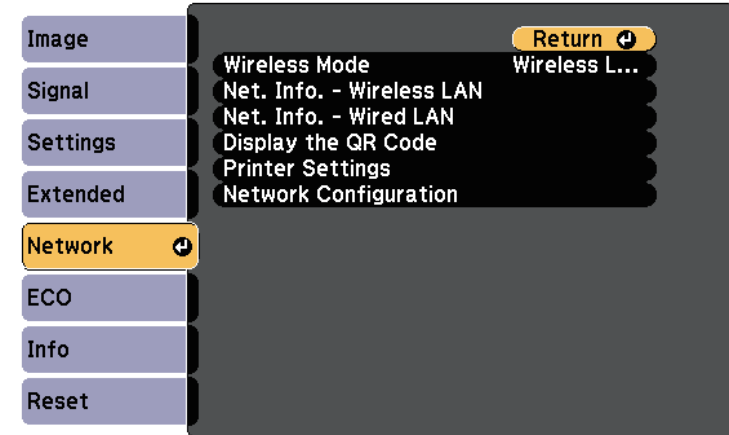 Image
Signal
Settings
Extended
Network
ECO
Info
Reset
Return
Wireless Mode Wireless L...
Net. Info. - Wireless LAN
Net. Info. - Wired LAN
Display the QR Code
Printer Settings
Network Configuration